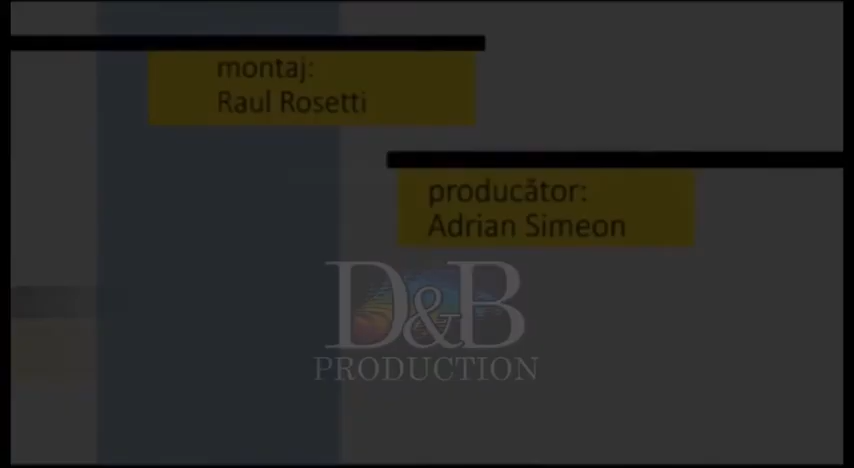 montaj:
Raul Rosetti
producător:
Adrian Simeon
D&B
PRODUCTION